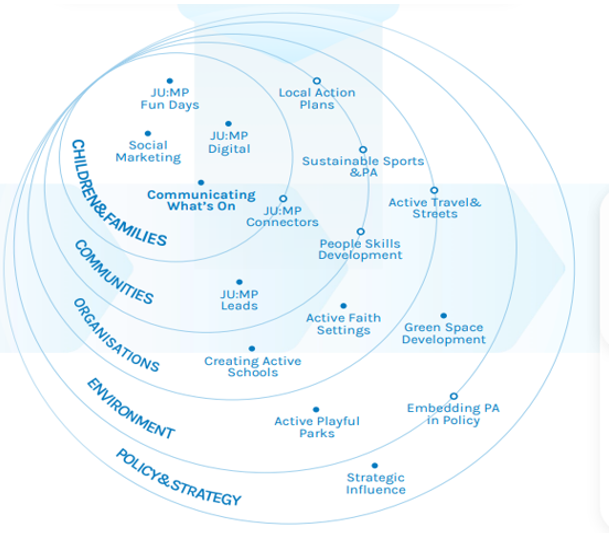 JU:MP
Fun Days
Local Action
Plans
JU:MP
Digital
Social
Marketing
Sustainable Sports
&PA
Communicating
What's On
JU:MP
Connectors
Active Travel&
Streets
People Skills
Development
CHILDREN&FAMILIES
COMMUNITIES
JU:MP
Leads
Active Faith
Settings
Green Space
Development
ORGANISATIONS
Creating Active
Schools
ENVIRONMENT
Active Playful
Parks
Embedding PA
in Policy
POLICY&STRATEGY
Strategic
Influence